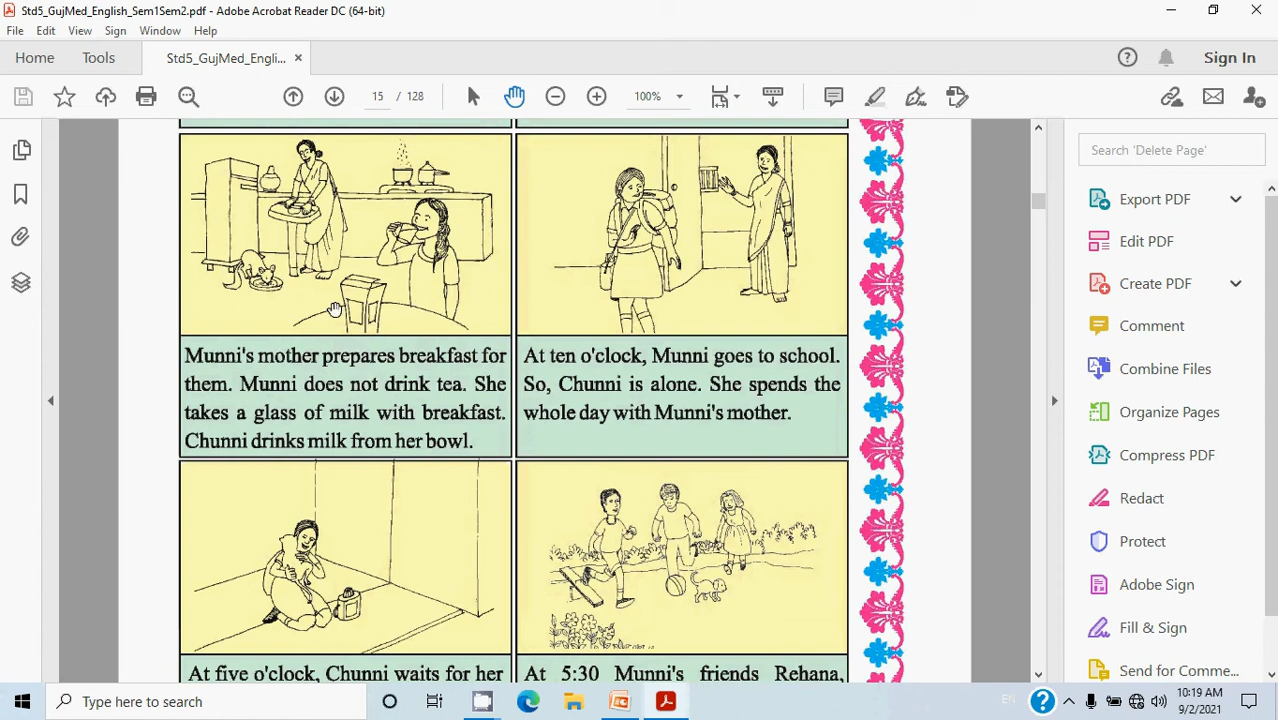 Std5_GujMed_English_Sem1Sem2.pdf - Adobe Acrobat Reader DC (64-bit)
File Edit View Sign Window Help
Home Tools Std5_GujMed_Engli... × Sign In
15 / 128 100%
Search 'Delete Page'
Export PDF
Edit PDF
Create PDF
Comment
Combine Files
Organize Pages
Compress PDF
Redact
Protect
Adobe Sign
Fill & Sign
Send for Comme...
Munni's mother prepares breakfast for
them. Munni does not drink tea. She
takes a glass of milk with breakfast.
Chunni drinks milk from her bowl.
At ten o'clock, Munni goes to school.
So, Chunni is alone. She spends the
whole day with Munni's mother.
At five o'clock, Chunni waits for her
At 5:30 Munni's friends Rehana,
Type here to search
EN
10:19 AM
9/2/2021